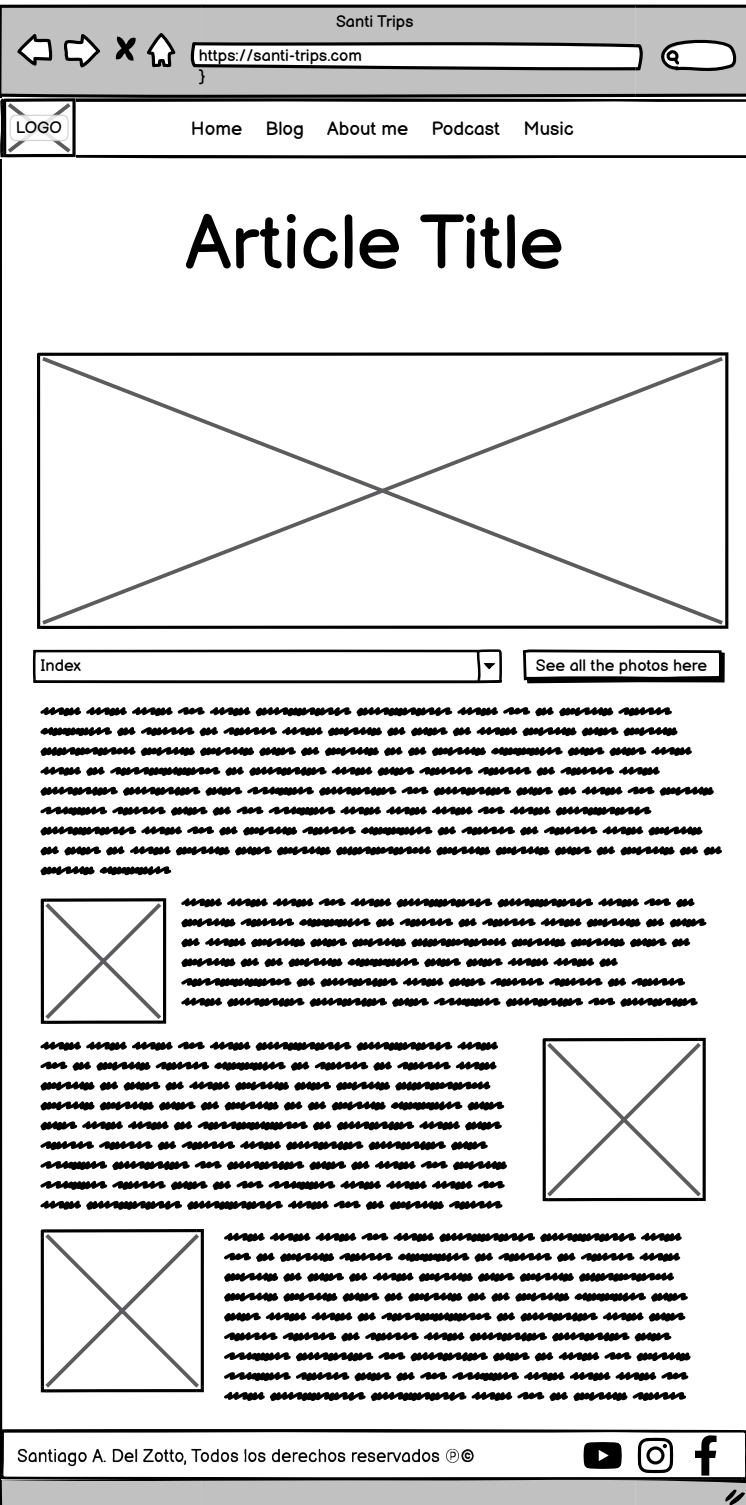 Santi Trips
https://santi-trips.com
}
LOGO
Home Blog About me Podcast Music
Article Title
Index
See all the photos here
Santiago A. Del Zotto, Todos los derechos reservados ℗©